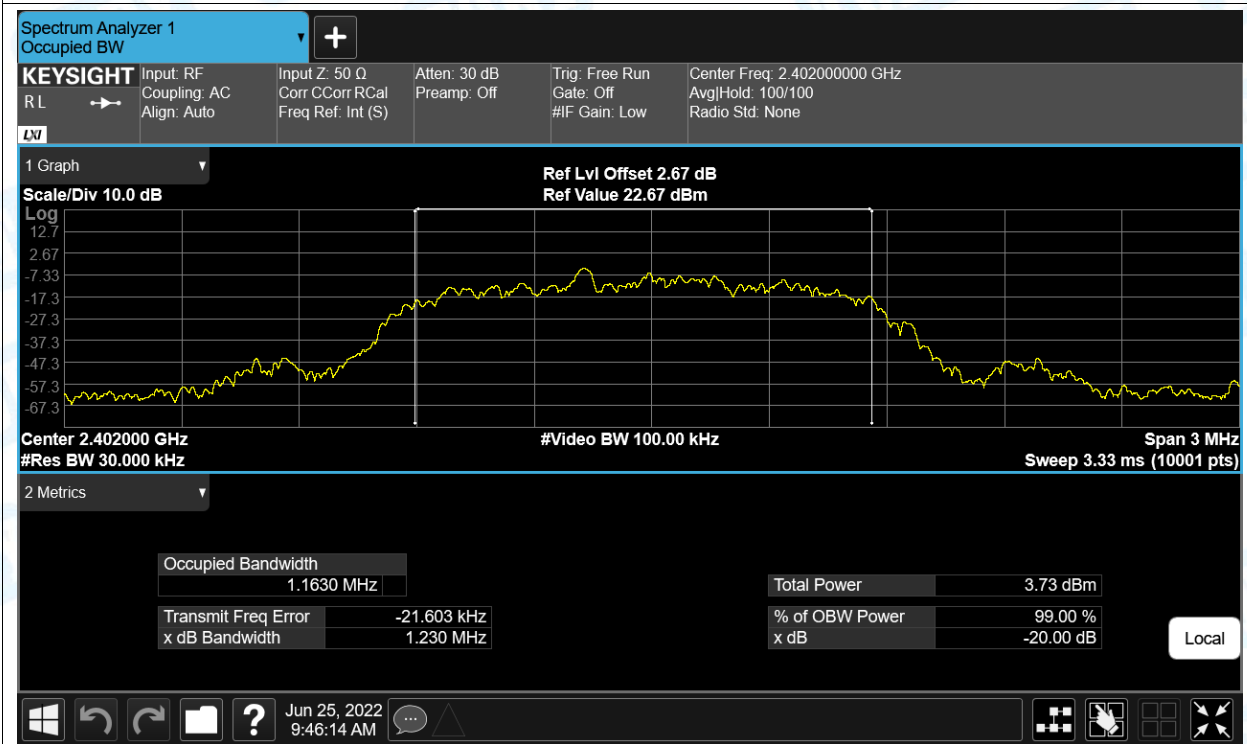 Spectrum Analyzer 1
Occupied BW
KEYSIGHT
R L
LXI
Input: RF
Coupling: AC
Align: Auto
Input Z: 50 Ω
Corr CCorr RCal
Freq Ref: Int (S)
Atten: 30 dB
Preamp: Off
Trig: Free Run
Gate: Off
#IF Gain: Low
Center Freq: 2.402000000 GHz
Avg|Hold: 100/100
Radio Std: None
1 Graph
Scale/Div 10.0 dB
Ref Lvl Offset 2.67 dB
Ref Value 22.67 dBm
Log
12.7
2.67
-7.33
-17.3
-27.3
-37.3
-47.3
-57.3
-67.3
Center 2.402000 GHz
#Video BW 100.00 kHz
Span 3 MHz
#Res BW 30.000 kHz
Sweep 3.33 ms (10001 pts)
2 Metrics
Occupied Bandwidth
1.1630 MHz
Total Power 3.73 dBm
Transmit Freq Error -21.603 kHz
% of OBW Power 99.00 %
x dB Bandwidth 1.230 MHz
x dB -20.00 dB
Local
?
Jun 25, 2022
9:46:14 AM